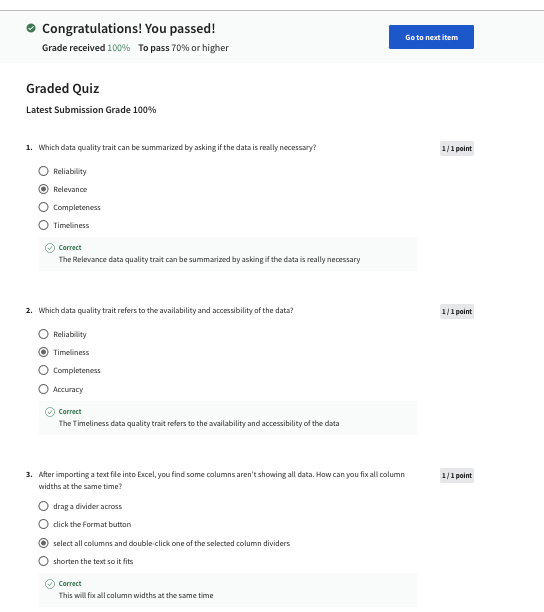 Congratulations! You passed!
Grade received 100% To pass 70% or higher
Go to next item
Graded Quiz
Latest Submission Grade 100%
1. Which data quality trait can be summarized by asking if the data is really necessary?
1 / 1 point
Reliability
Relevance
Completeness
Timeliness
Correct
The Relevance data quality trait can be summarized by asking if the data is really necessary
2. Which data quality trait refers to the availability and accessibility of the data?
1 / 1 point
Reliability
Timeliness
Completeness
Accuracy
Correct
The Timeliness data quality trait refers to the availability and accessibility of the data
3. After importing a text file into Excel, you find some columns aren't showing all data. How can you fix all column
widths at the same time?
1 / 1 point
drag a divider across
click the Format button
select all columns and double-click one of the selected column dividers
shorten the text so it fits
Correct
This will fix all column widths at the same time